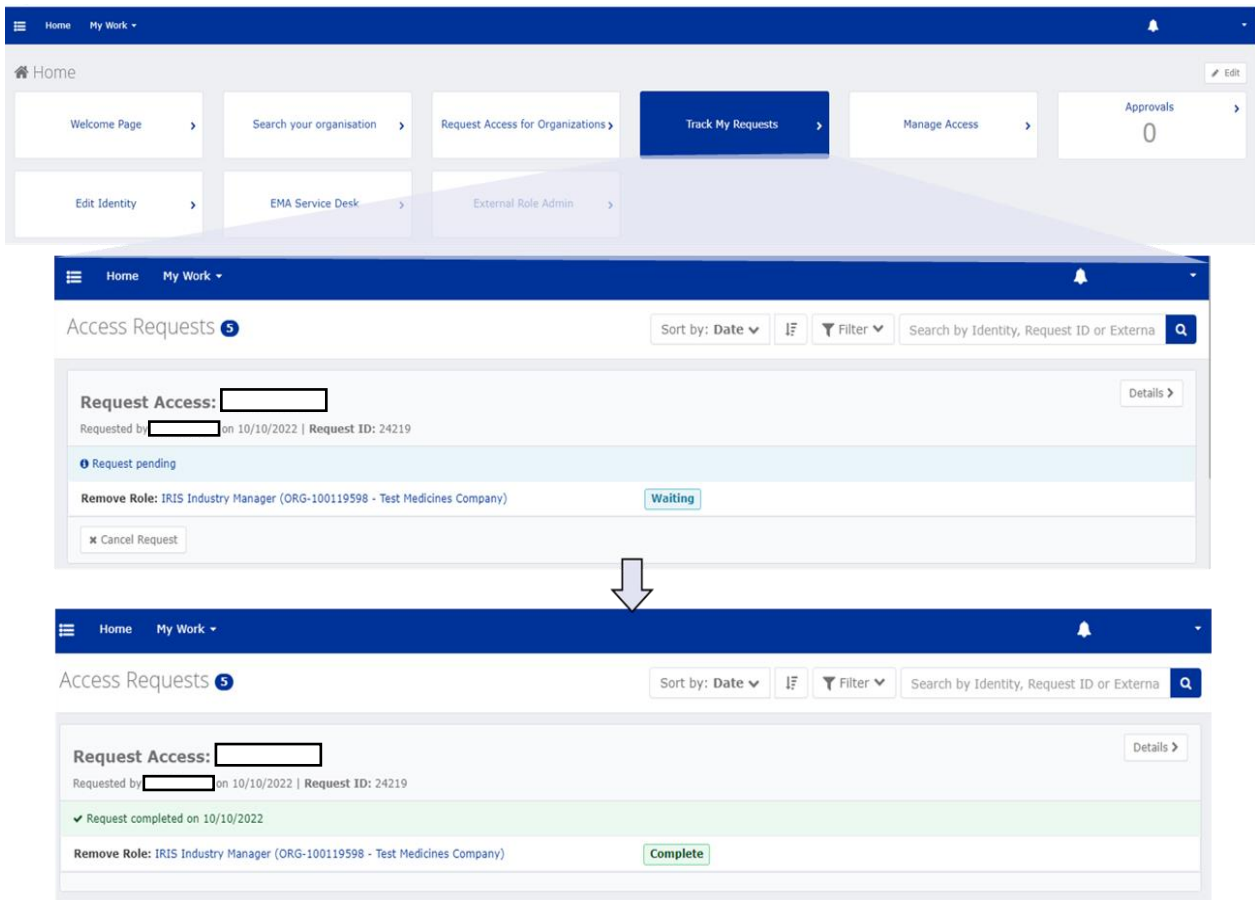 Home My Work
Home
Edit
Welcome Page
Search your organisation
Request Access for Organizations
Track My Requests
Manage Access
Approvals
0
Edit Identity
EMA Service Desk
External Role Admin
Home My Work
Access Requests 5
Sort by: Date
Filter
Search by Identity, Request ID or Externa
Request Access:
Details
Requested by on 10/10/2022 | Request ID: 24219
Request pending
Remove Role: IRIS Industry Manager (ORG-100119598 - Test Medicines Company)
Waiting
Cancel Request
Home My Work
Access Requests 5
Sort by: Date
Filter
Search by Identity, Request ID or Externa
Request Access:
Details
Requested by on 10/10/2022 | Request ID: 24219
Request completed on 10/10/2022
Remove Role: IRIS Industry Manager (ORG-100119598 - Test Medicines Company)
Complete